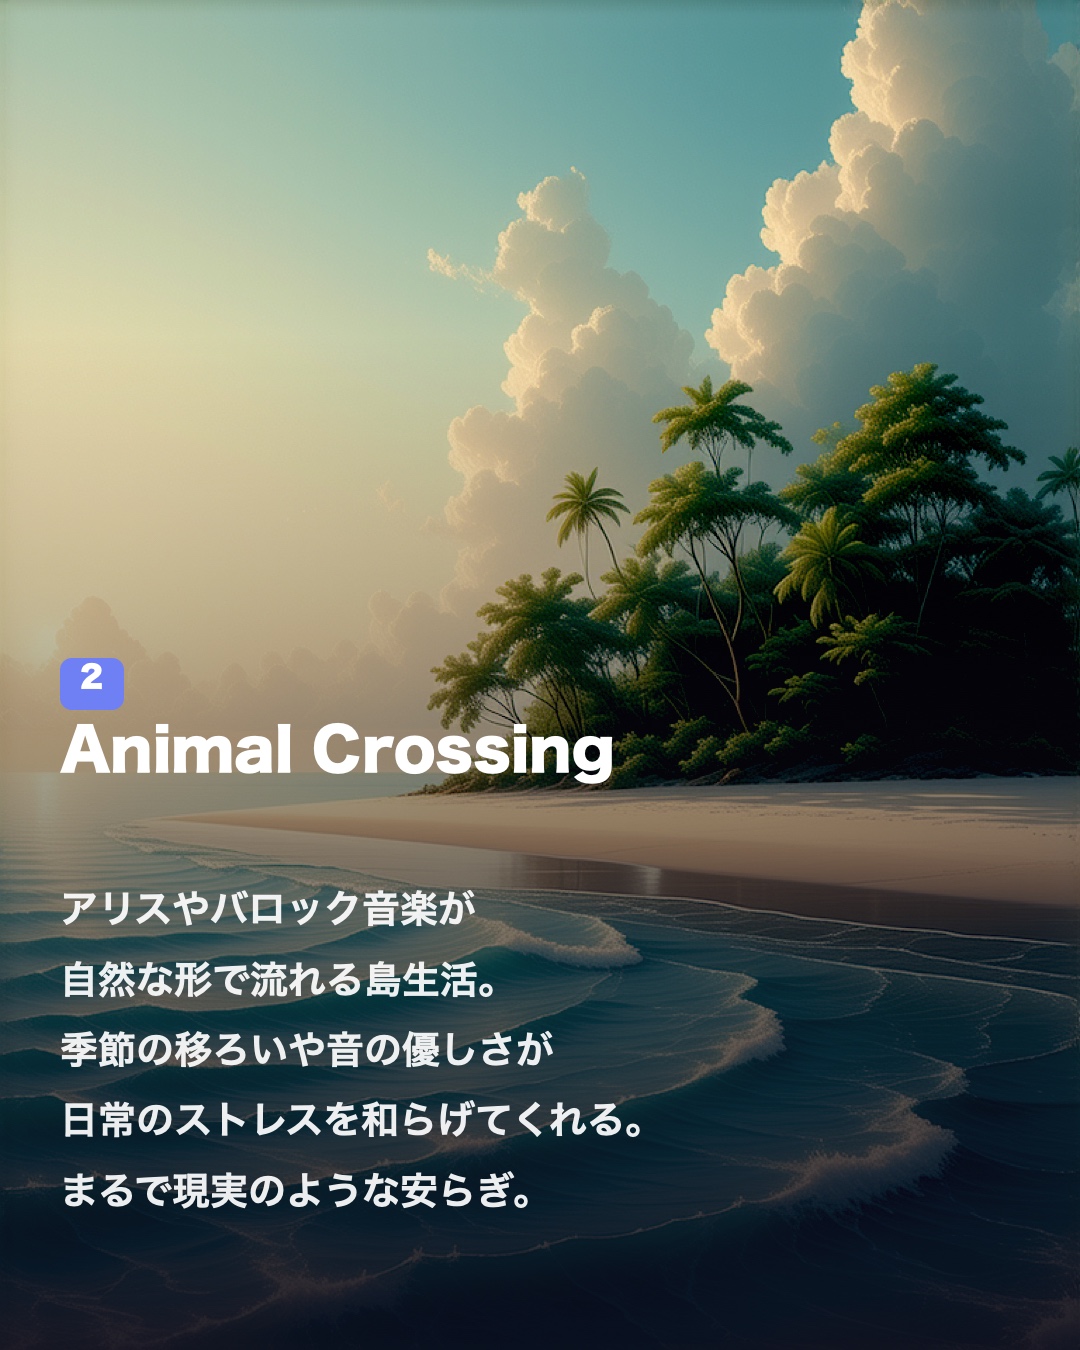 2
Animal Crossing
アリスやバロック音楽が
自然な形で流れる島生活。
季節の移ろいや音の優しさが
日常のストレスを和らげてくれる。
まるで現実のような安らぎ。